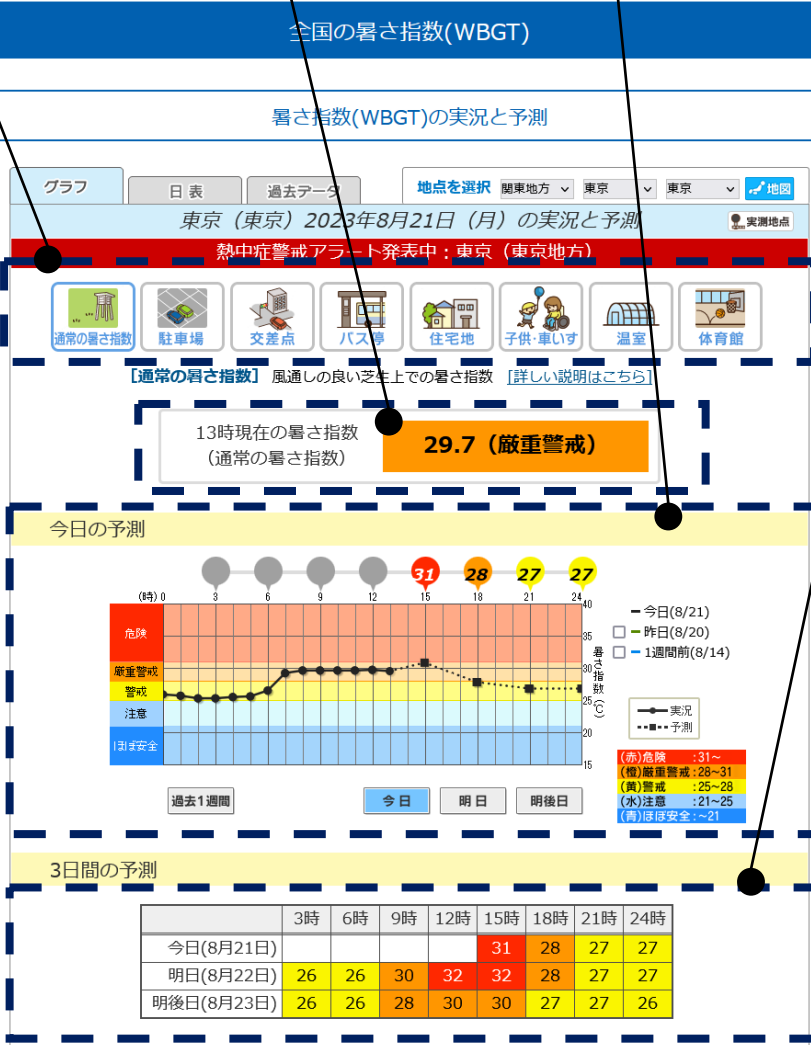 全国の暑さ指数(WBGT)
暑さ指数(WBGT)の実況と予測
グラフ 日表 過去データ 地点を選択 関東地方 東京 東京 地図
東京（東京）2023年8月21日（月）の実況と予測 実測地点
熱中症警戒アラート発表中：東京（東京地方）
通常の暑さ指数 駐車場 交差点 バス停 住宅地 子供・車いす 温室 体育館
[通常の暑さ指数] 風通しの良い芝生上での暑さ指数 [詳しい説明はこちら]
13時現在の暑さ指数
（通常の暑さ指数）
29.7（厳重警戒）
今日の予測
31 28 27 27
(時) 0 3 6 9 12 15 18 21 24
危険
厳重警戒
警戒
注意
ほぼ安全
40
35
30
25
20
15
暑さ指数(℃)
今日(8/21)
昨日(8/20)
1週間前(8/14)
実況
予測
(赤)危険 :31~
(橙)厳重警戒:28~31
(黄)警戒 :25~28
(水)注意 :21~25
(青)ほぼ安全:~21
過去1週間 今日 明日 明後日
3日間の予測
3時 6時 9時 12時 15時 18時 21時 24時
今日(8月21日) 31 28 27 27
明日(8月22日) 26 26 30 32 32 28 27 27
明後日(8月23日) 26 26 28 30 30 27 27 26